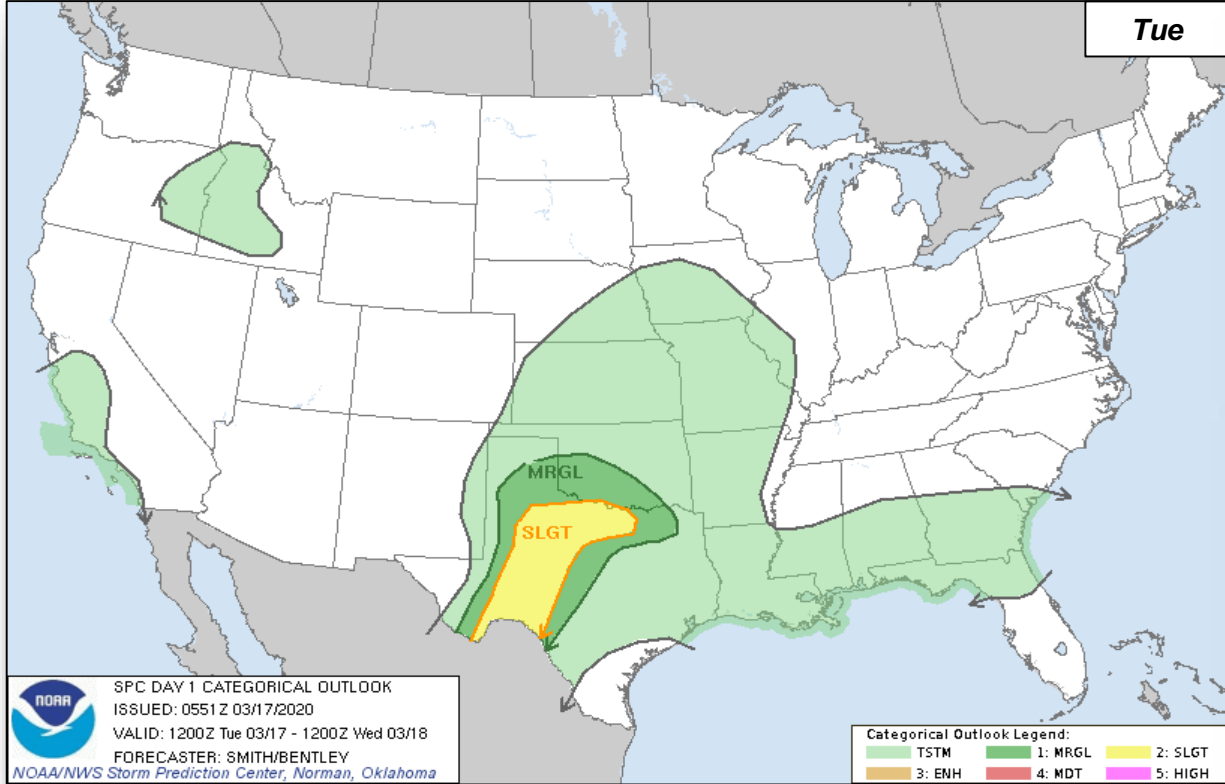 Tue
MRGL
SLGT
NOAA
SPC DAY 1 CATEGORICAL OUTLOOK
ISSUED: 0551Z 03/17/2020
VALID: 1200Z Tue 03/17 - 1200Z Wed 03/18
FORECASTER: SMITH/BENTLEY
NOAA/NWS Storm Prediction Center, Norman, Oklahoma
Categorical Outlook Legend:
TSTM 1: MRGL 2: SLGT
3: ENH 4: MDT 5: HIGH